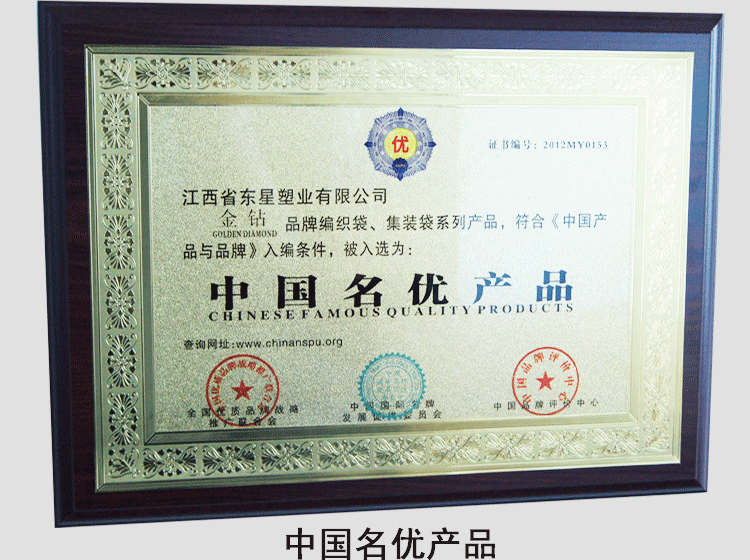 优
证书编号：2012MY0153
江西省东星塑业有限公司
金钻 品牌编织袋、集装袋系列产品，符合《中国产
GOLDEN DIAMOND
品与品牌》入编条件，被入选为：
中国名优产品
CHINESE FAMOUS QUALITY PRODUCTS
查询网址:www.chinanspu.org
全国优质品牌战略
推广联合会
中国国际名牌
发展促进委员会
中国品牌评价中心
中国品牌评价中心
中国名优产品